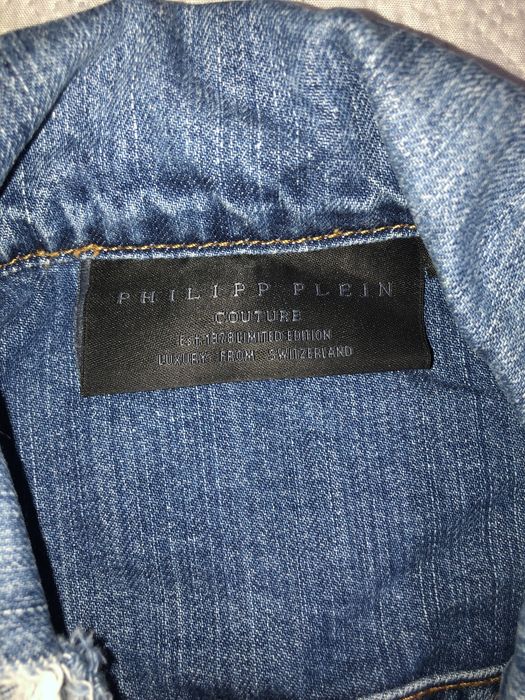 PHILIPP PLEIN
COUTURE
Est. 1978 LIMITED EDITION
LUXURY FROM SWITZERLAND